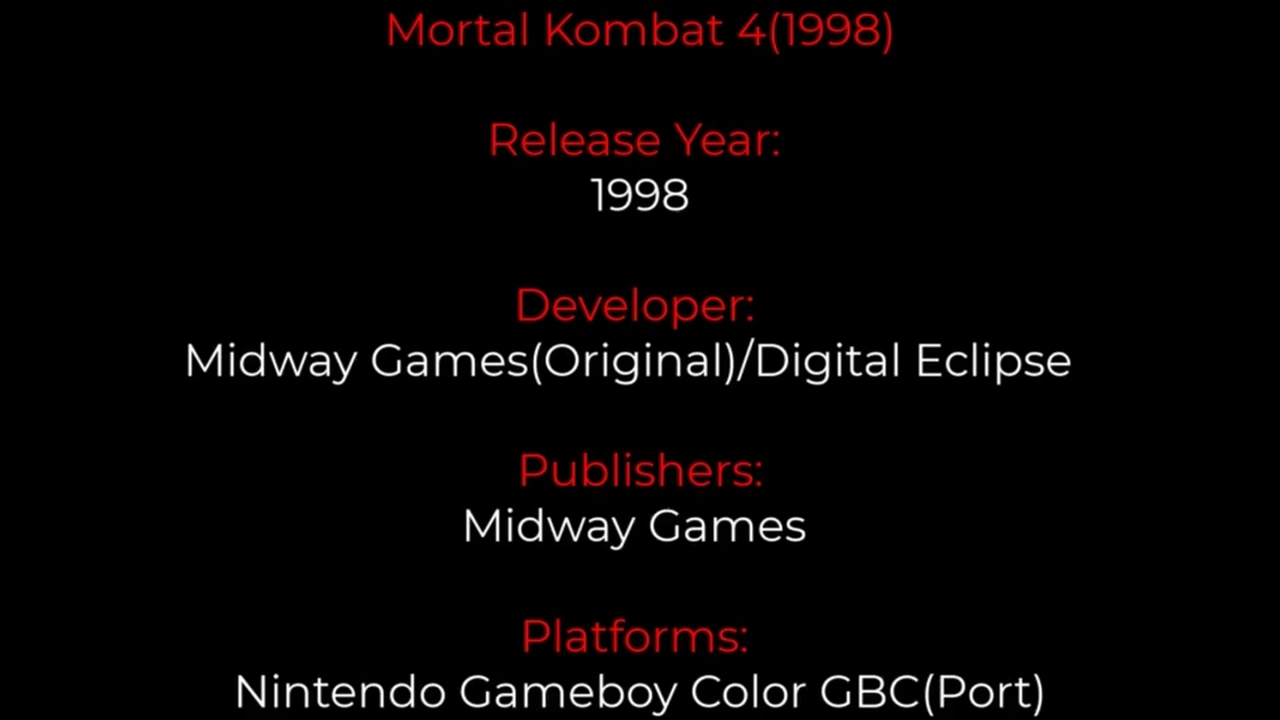 Mortal Kombat 4(1998)
Release Year:
1998
Developer:
Midway Games(Original)/Digital Eclipse
Publishers:
Midway Games
Platforms:
Nintendo Gameboy Color GBC(Port)